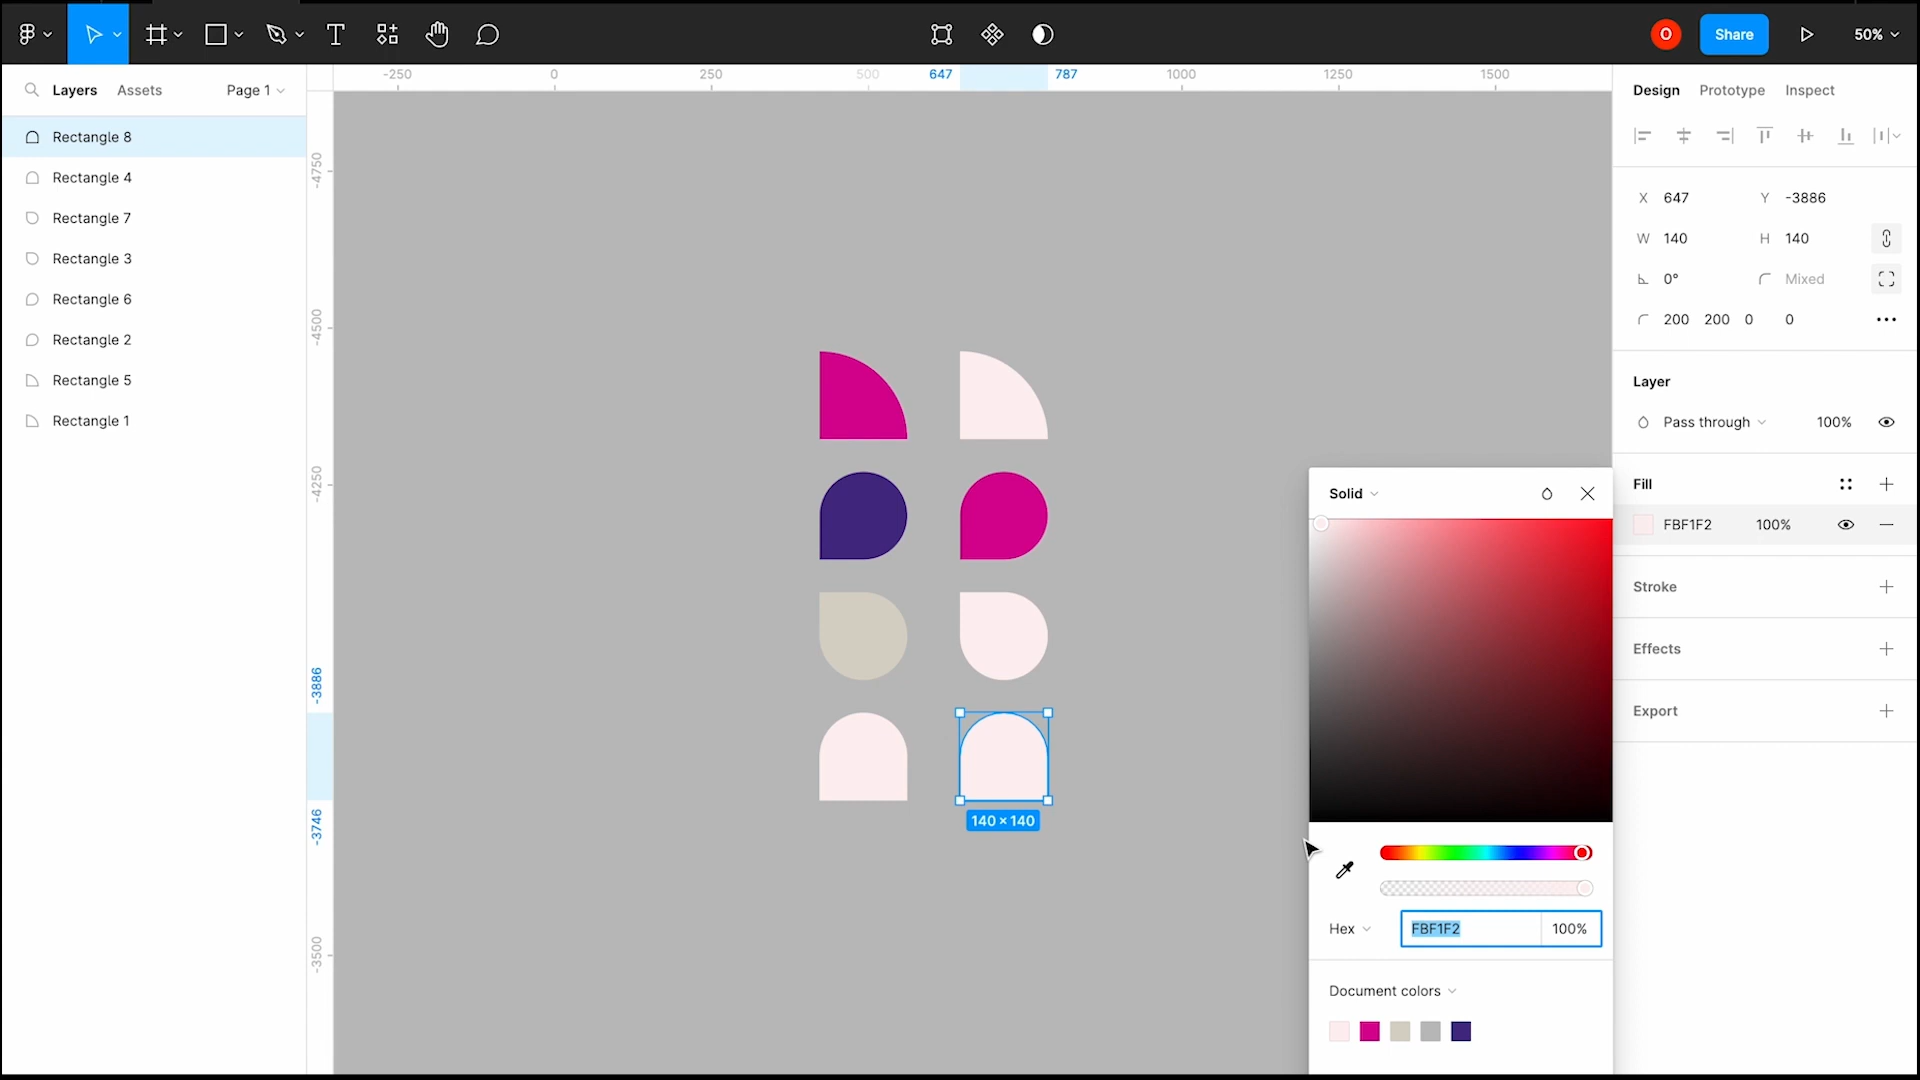 O
Share
50%
Layers
Assets
Page 1
-250
0
250
500
647
787
1000
1250
1500
Design
Prototype
Inspect
Rectangle 8
Rectangle 4
Rectangle 7
Rectangle 3
Rectangle 6
Rectangle 2
Rectangle 5
Rectangle 1
-4750
-4500
-4250
-3886
-3746
-3500
140 × 140
X 647
Y -3886
W 140
H 140
0°
Mixed
200 200 0 0
Layer
Pass through
100%
Fill
FBF1F2
100%
Stroke
Effects
Export
Solid
Hex
FBF1F2
100%
Document colors